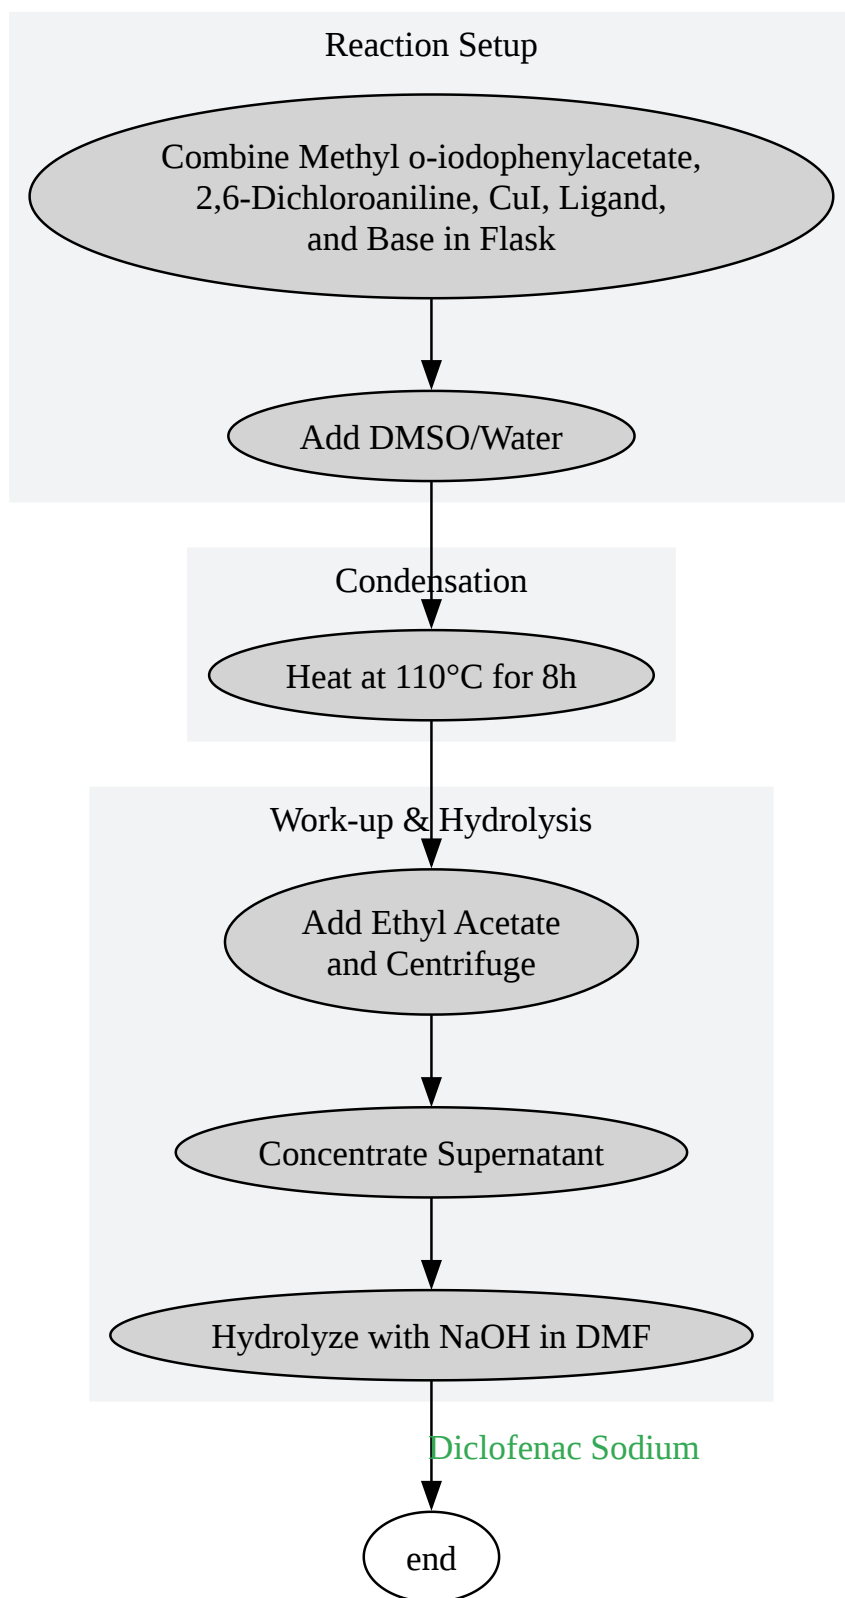 Reaction Setup
Combine Methyl o-iodophenylacetate,
2,6-Dichloroaniline, CuI, Ligand,
and Base in Flask
Add DMSO/Water
Condensation
Heat at 110°C for 8h
Work-up & Hydrolysis
Add Ethyl Acetate
and Centrifuge
Concentrate Supernatant
Hydrolyze with NaOH in DMF
Diclofenac Sodium
end